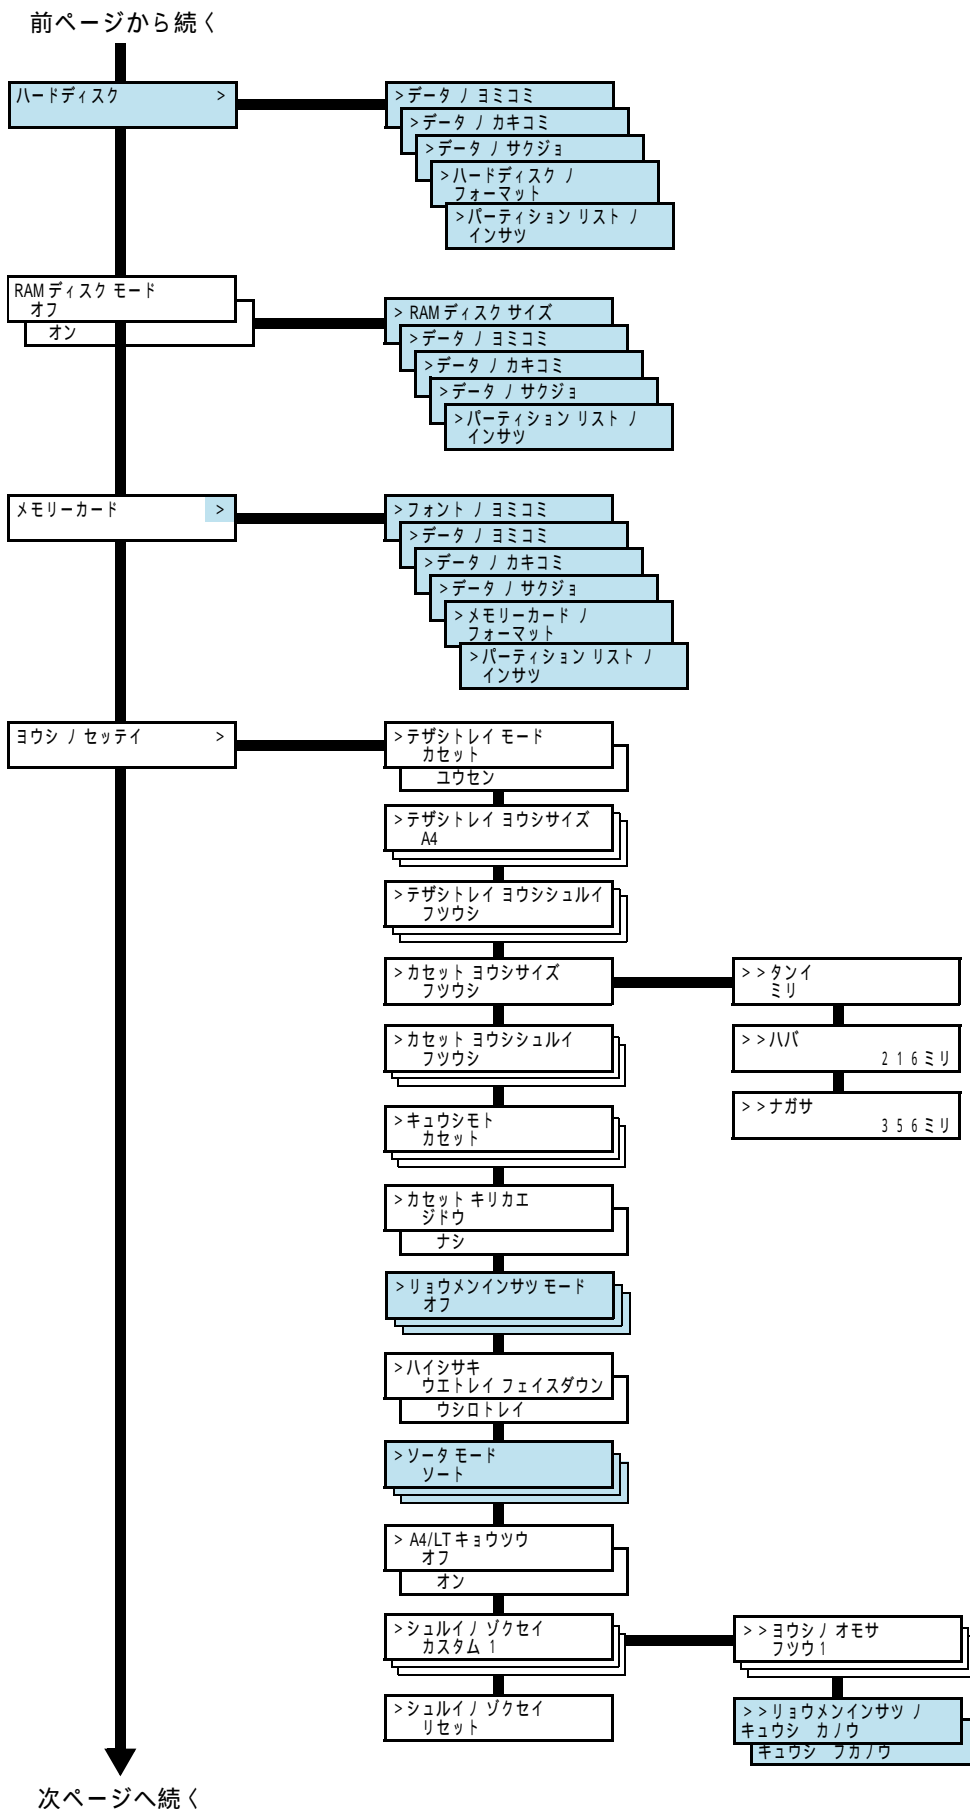 前ページから続く
ハードディスク >
>データ ノ ヨミコミ
>データ ノ カキコミ
>データ ノ サクジョ
>ハードディスク ノ
フォーマット
>パーティション リスト ノ
インサツ
RAMディスク モード
オフ
オン
> RAMディスク サイズ
>データ ノ ヨミコミ
>データ ノ カキコミ
>データ ノ サクジョ
>パーティション リスト ノ
インサツ
メモリーカード >
>フォント ノ ヨミコミ
>データ ノ ヨミコミ
>データ ノ カキコミ
>データ ノ サクジョ
>メモリーカード ノ
フォーマット
>パーティション リスト ノ
インサツ
ヨウシ ノ セッテイ >
>テザシトレイ モード
カセット
ユウセン
>テザシトレイ ヨウシサイズ
A4
>テザシトレイ ヨウシシュルイ
フツウシ
>カセット ヨウシサイズ
フツウシ
>>タンイ
ミリ
>>ハバ
216ミリ
>>ナガサ
356ミリ
>カセット ヨウシシュルイ
フツウシ
>キュウシモト
カセット
>カセット キリカエ
ジドウ
ナシ
>リョウメンインサツ モード
オフ
>ハイシサキ
ウエトレイ フェイスダウン
ウシロトレイ
>ソータ モード
ソート
> A4/LT キョウツウ
オフ
オン
>シュルイノ ゾクセイ
カスタム 1
>>ヨウシノ オモサ
フツウ1
>>リョウメンインサツ ノ
キュウシ カノウ
キュウシ フカノウ
>シュルイノ ゾクセイ
リセット
次ページへ続く